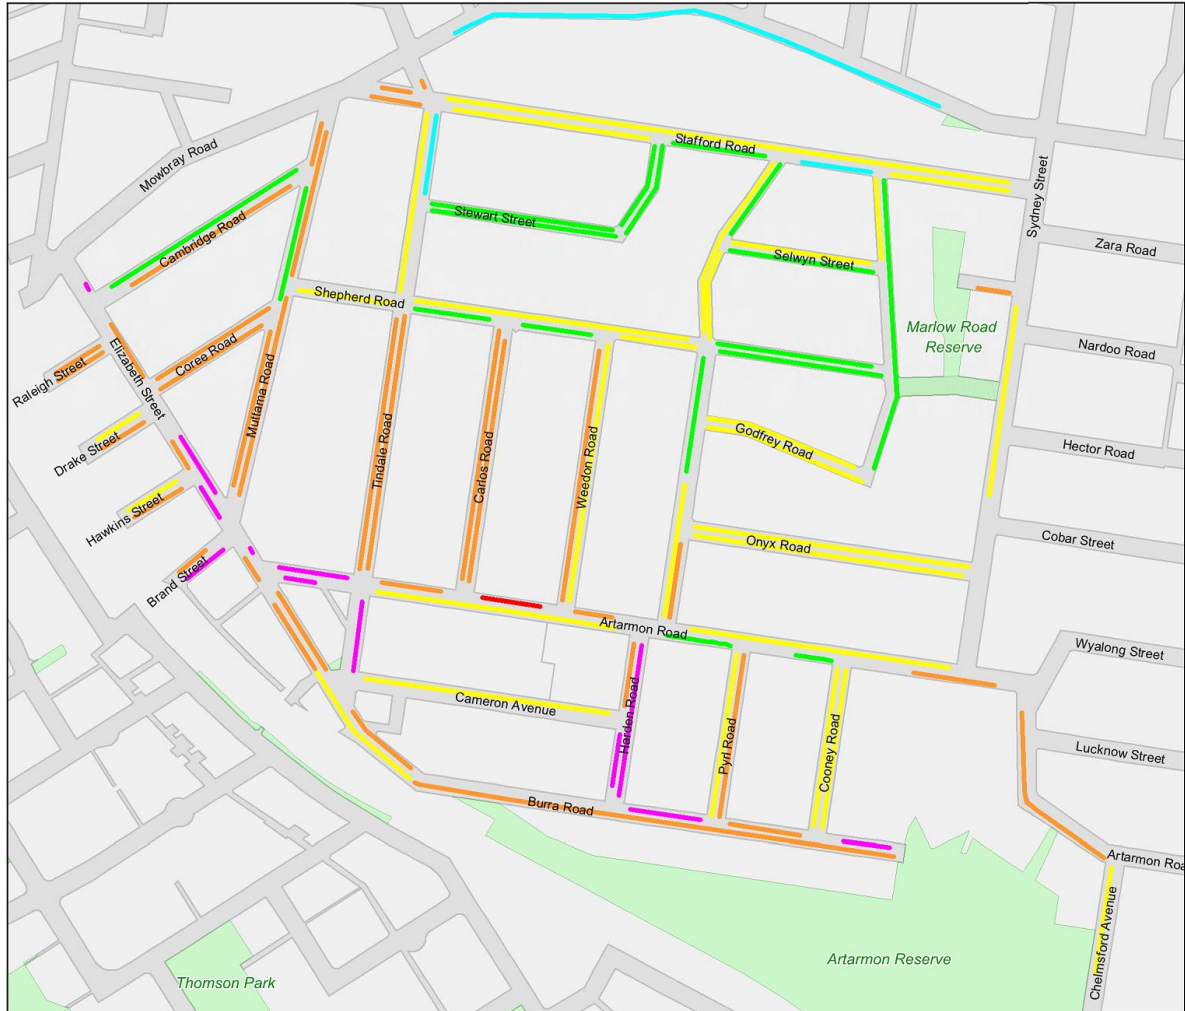 Mowbray Road
Stafford Road
Sydney Street
Cambridge Road
Stewart Street
Zara Road
Selwyn Street
Shepherd Road
Marlow Road
Reserve
Nardoo Road
Coree Road
Elizabeth Street
Raleigh Street
Muttama Road
Drake Street
Tindale Road
Carlos Road
Weedon Road
Godfrey Road
Hector Road
Hawkins Street
Onyx Road
Cobar Street
Brand Street
Artarmon Road
Wyalong Street
Cameron Avenue
Harden Road
Pyrl Road
Cooney Road
Lucknow Street
Burra Road
Artarmon Roa
Chelmsford Avenue
Artarmon Reserve
Thomson Park